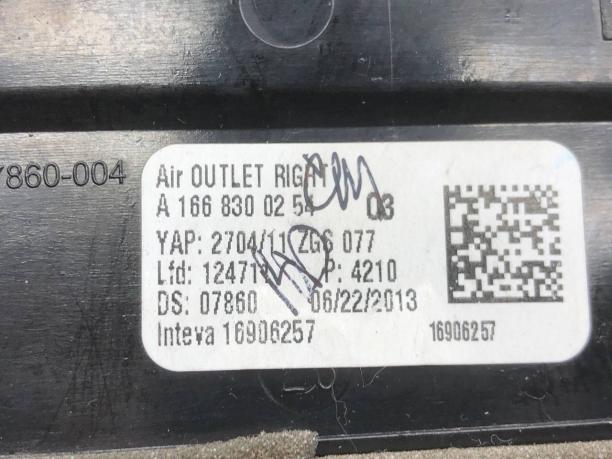 7860-004
Air OUTLET RIGHT
A 166 830 02 54 03
YAP: 2704/11 ZGS 077
Lfd: P: 4210
DS: 07860 06/22/2013
Inteva 16906257 16906257